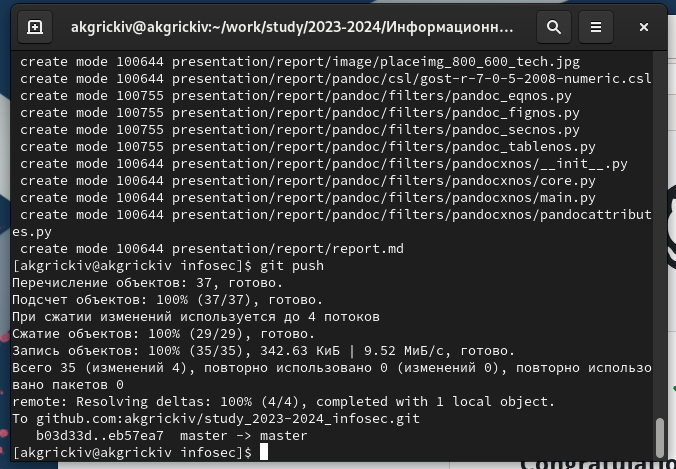 akgrickiv@akgrickiv:~/work/study/2023-2024/Информационн...
create mode 100644 presentation/report/image/placeimg_800_600_tech.jpg
create mode 100644 presentation/report/pandoc/csl/gost-r-7-0-5-2008-numeric.csl
create mode 100755 presentation/report/pandoc/filters/pandoc_eqnos.py
create mode 100755 presentation/report/pandoc/filters/pandoc_fignos.py
create mode 100755 presentation/report/pandoc/filters/pandoc_secnos.py
create mode 100755 presentation/report/pandoc/filters/pandoc_tablenos.py
create mode 100644 presentation/report/pandoc/filters/pandocxnos/__init__.py
create mode 100644 presentation/report/pandoc/filters/pandocxnos/core.py
create mode 100644 presentation/report/pandoc/filters/pandocxnos/main.py
create mode 100644 presentation/report/pandoc/filters/pandocxnos/pandocattribut
es.py
create mode 100644 presentation/report/report.md
[akgrickiv@akgrickiv infosec]$ git push
Перечисление объектов: 37, готово.
Подсчет объектов: 100% (37/37), готово.
При сжатии изменений используется до 4 потоков
Сжатие объектов: 100% (29/29), готово.
Запись объектов: 100% (35/35), 342.63 КиБ | 9.52 МиБ/с, готово.
Всего 35 (изменений 4), повторно использовано 0 (изменений 0), повторно использо
вано пакетов 0
remote: Resolving deltas: 100% (4/4), completed with 1 local object.
To github.com:akgrickiv/study_2023-2024_infosec.git
b03d33d..eb57ea7 master -> master
[akgrickiv@akgrickiv infosec]$